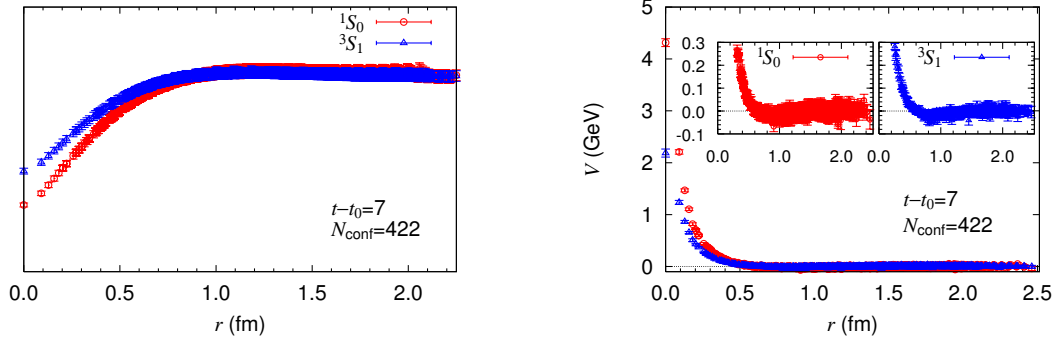 ¹S₀
³S₁
t−t₀=7
N_conf=422
0.0 0.5 1.0 1.5 2.0
r (fm)
5
4
3
2
1
0
V (GeV)
0.3
0.2
0.1
0.0
-0.1
¹S₀
³S₁
0.0 1.0 2.0 0.0 1.0 2.0
t−t₀=7
N_conf=422
0.0 0.5 1.0 1.5 2.0 2.5
r (fm)